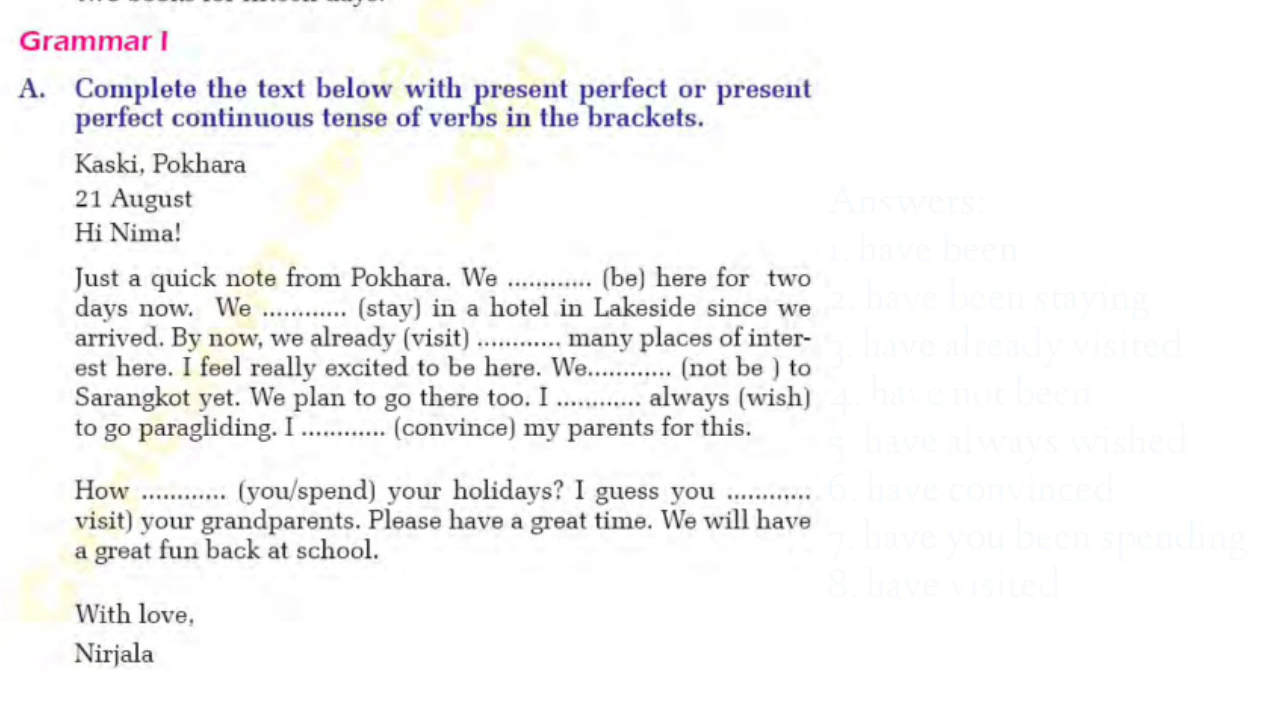 Grammar I
A. Complete the text below with present perfect or present
perfect continuous tense of verbs in the brackets.
Kaski, Pokhara
21 August
Hi Nima!
Just a quick note from Pokhara. We ............ (be) here for two
days now. We ............ (stay) in a hotel in Lakeside since we
arrived. By now, we already (visit) ............ many places of inter-
est here. I feel really excited to be here. We............ (not be ) to
Sarangkot yet. We plan to go there too. I ............ always (wish)
to go paragliding. I ............ (convince) my parents for this.
How ............ (you/spend) your holidays? I guess you ............
visit) your grandparents. Please have a great time. We will have
a great fun back at school.
With love,
Nirjala
Answers:
1. have been
2. have been staying
3. have already visited
4. have not been
5. have always wished
6. have convinced
7. have you been spending
8. have visited